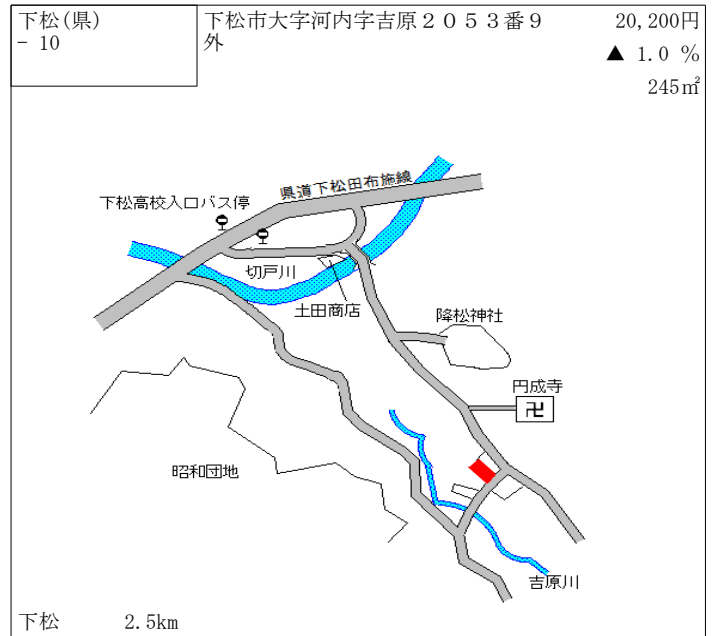 下松(県)
- 10
下松市大字河内字吉原２０５３番９
外
20,200円
▲ 1.0 %
245㎡
県道下松田布施線
下松高校入口バス停
切戸川
土田商店
降松神社
円成寺
卍
昭和団地
吉原川
下松 2.5km